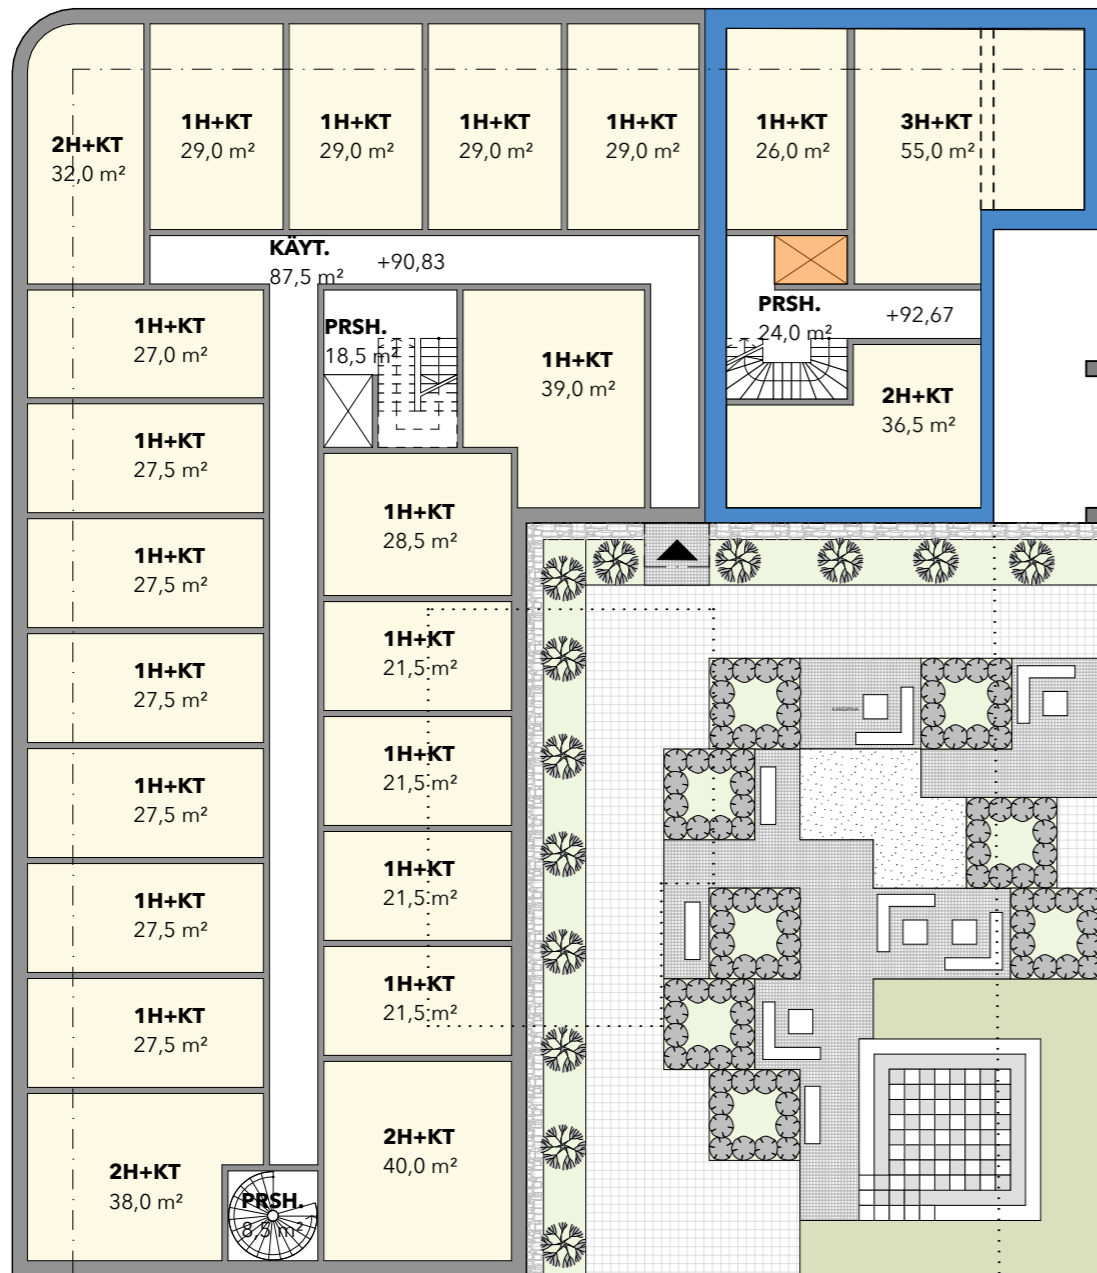 1H+KT
29,0 m²
1H+KT
29,0 m²
1H+KT
29,0 m²
1H+KT
29,0 m²
1H+KT
26,0 m²
3H+KT
55,0 m²
2H+KT
32,0 m²
KÄYT.
87,5 m²
+90,83
PRSH.
24,0 m²
+92,67
1H+KT
27,0 m²
PRSH.
18,5 m²
1H+KT
39,0 m²
2H+KT
36,5 m²
1H+KT
27,5 m²
1H+KT
28,5 m²
1H+KT
27,5 m²
1H+KT
21,5 m²
1H+KT
27,5 m²
1H+KT
21,5 m²
1H+KT
27,5 m²
1H+KT
21,5 m²
1H+KT
27,5 m²
1H+KT
21,5 m²
1H+KT
27,5 m²
2H+KT
40,0 m²
2H+KT
38,0 m²
PRSH.
8,5 m²